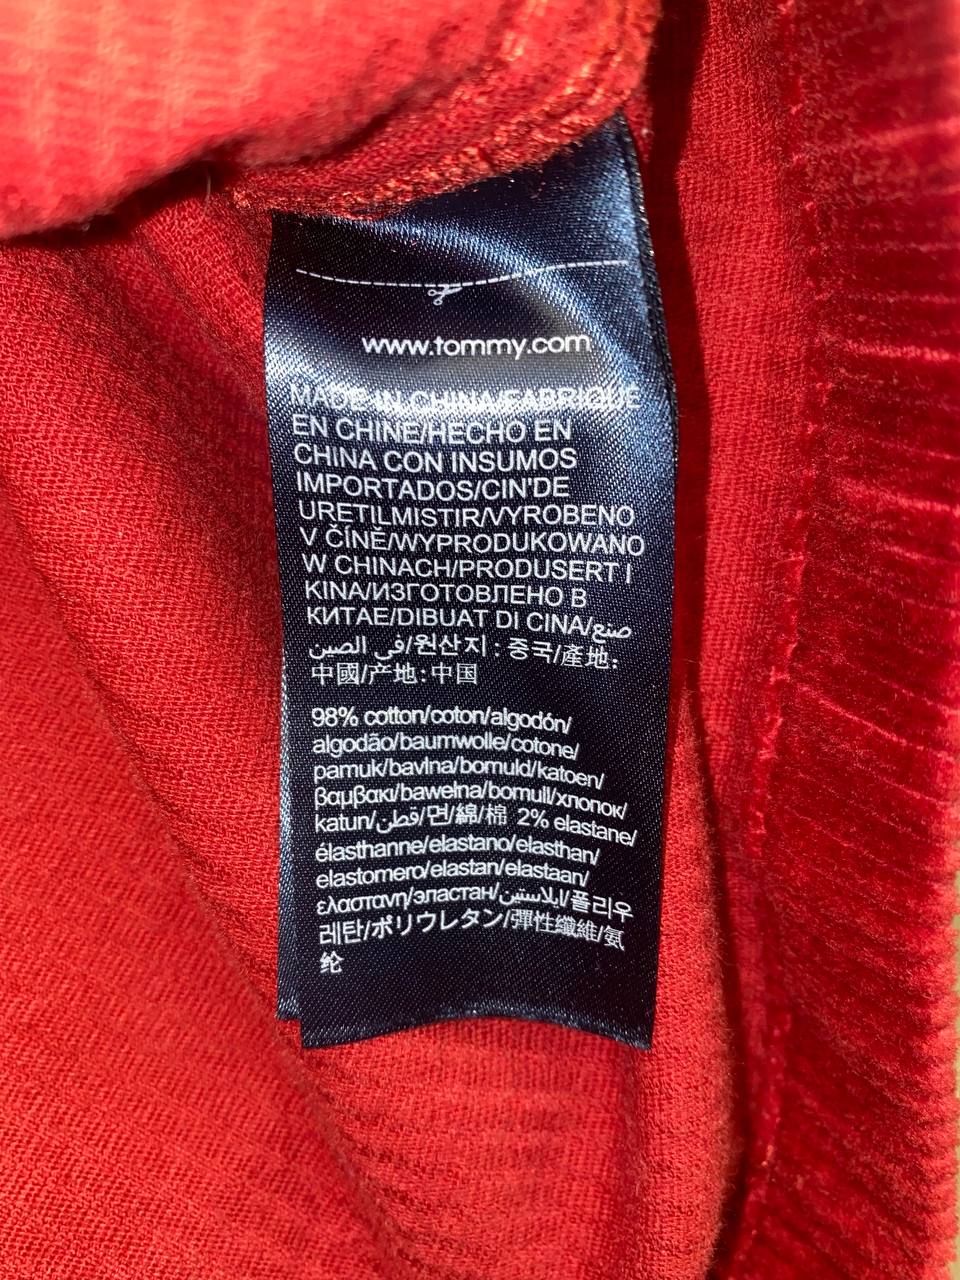 www.tommy.com
MADE IN CHINA/FABRIQUÉ
EN CHINE/HECHO EN
CHINA CON INSUMOS
IMPORTADOS/CIN'DE
URETILMISTIR/VYROBENO
V ČÍNĚ/WYPRODUKOWANO
W CHINACH/PRODUSERT I
KINA/ИЗГОТОВЛЕНО В
КИТАЕ/DIBUAT DI CINA/صنع
في الصين/원산지 : 중국/產地:
中國/产地:中国
98% cotton/coton/algodón/
algodão/baumwolle/cotone/
pamuk/bavlna/bomuld/katoen/
βαμβακι/bawełna/bomull/хлопок/
katun/قطن/면/綿/棉 2% elastane/
élasthanne/elastano/elasthan/
elastomero/elastan/elastaan/
ελαστανη/эластан/ايلاستين/폴리우
레탄/ポリウレタン/彈性纖維/氨
纶